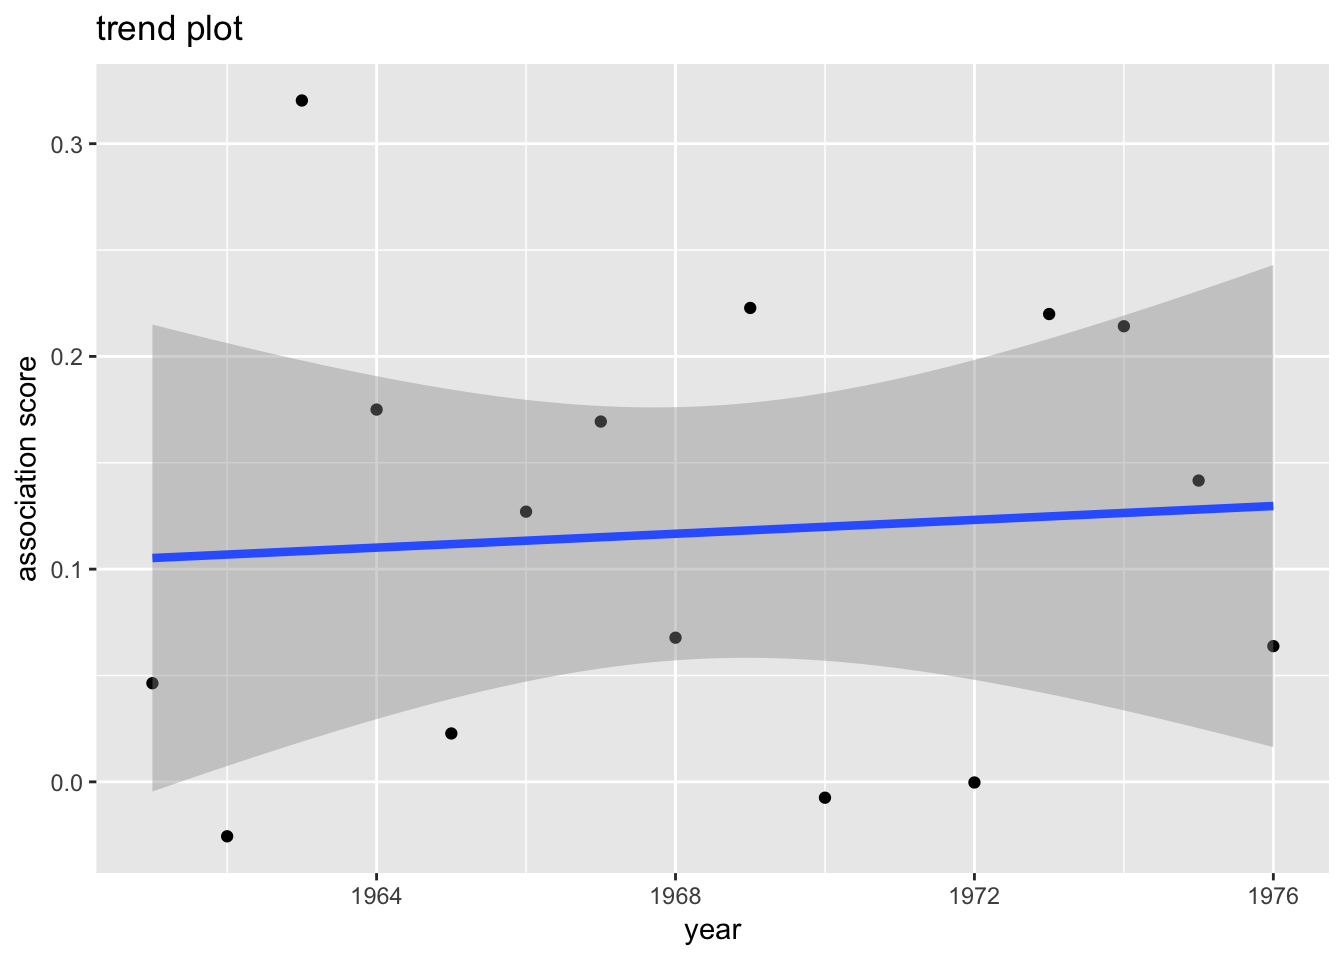 trend plot
0.3
0.2
0.1
0.0
association score
1964 1968 1972 1976
year